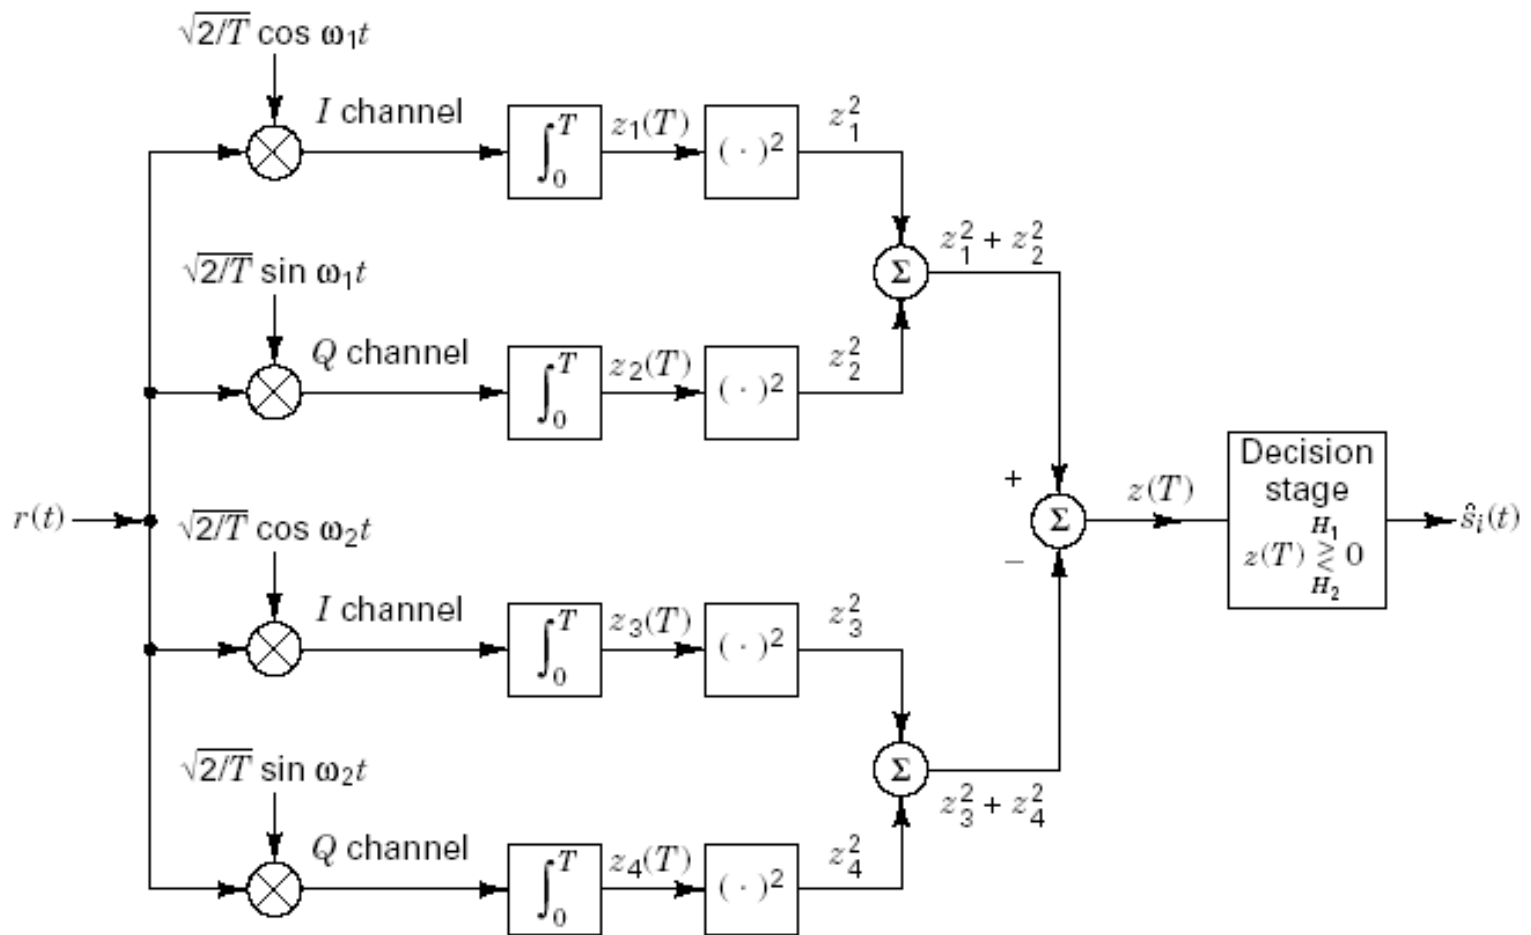 √2/T cos ω₁t
I channel
∫₀ᵀ
z₁(T)
( · )²
z₁²
√2/T sin ω₁t
Q channel
∫₀ᵀ
z₂(T)
( · )²
z₂²
Σ
z₁² + z₂²
r(t)
√2/T cos ω₂t
I channel
∫₀ᵀ
z₃(T)
( · )²
z₃²
√2/T sin ω₂t
Q channel
∫₀ᵀ
z₄(T)
( · )²
z₄²
Σ
z₃² + z₄²
+
−
Σ
z(T)
Decision
stage
H₁
z(T) ≷ 0
H₂
ŝᵢ(t)